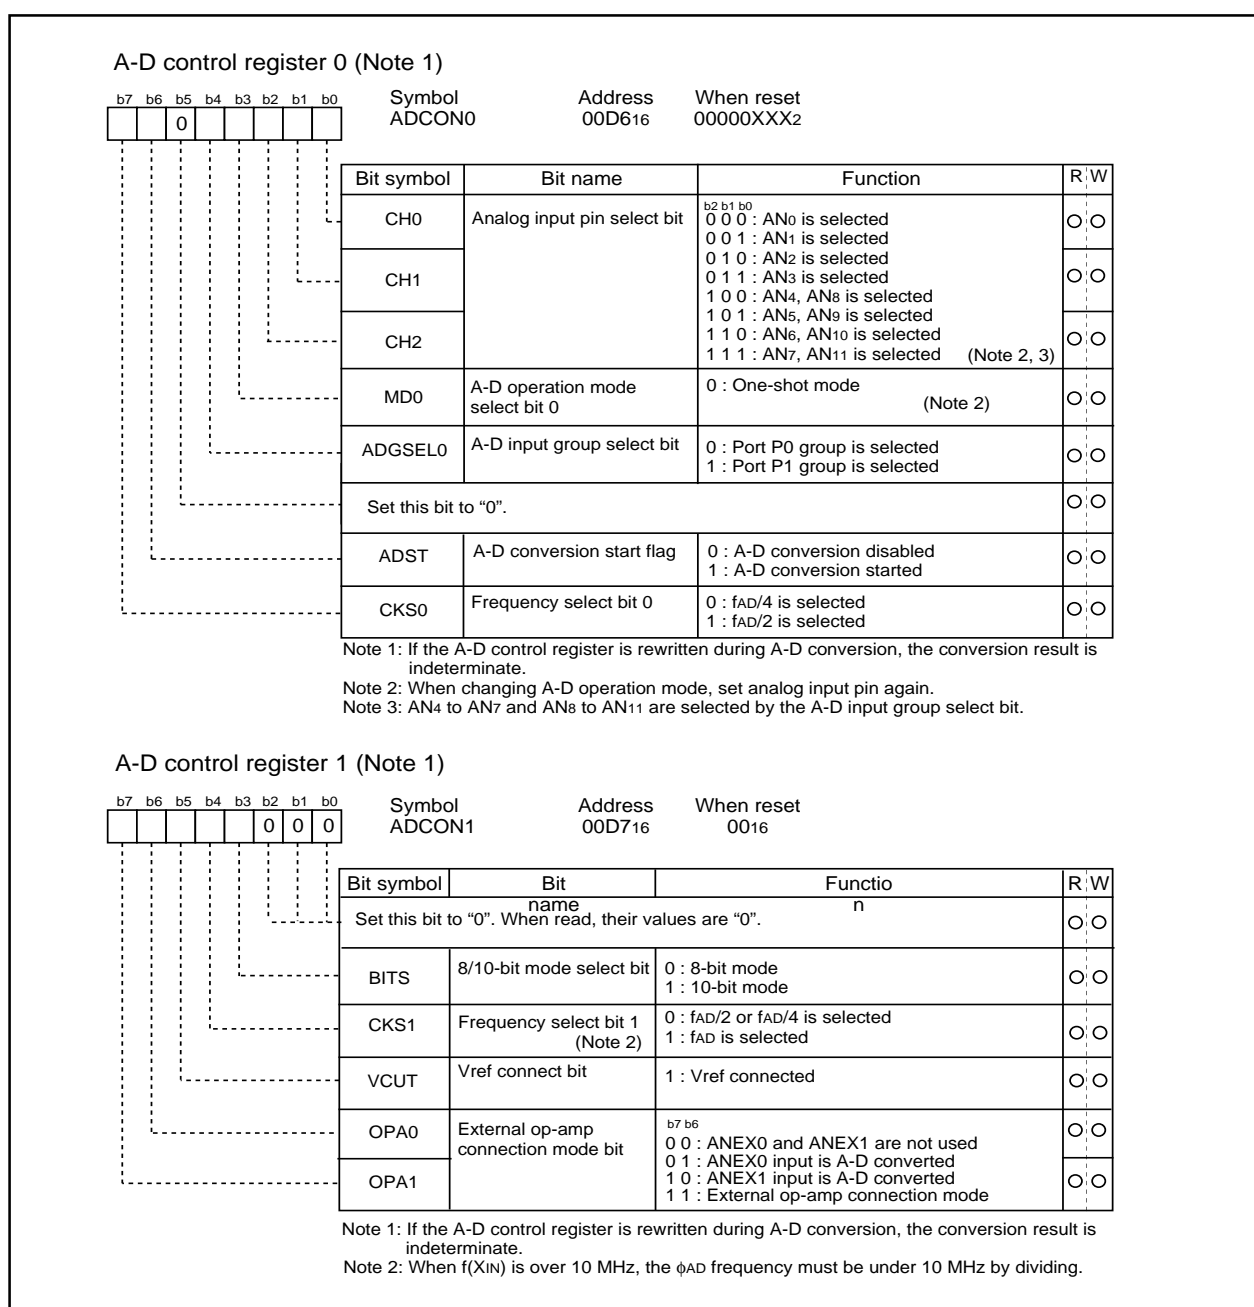 A-D control register 0 (Note 1)
b7 b6 b5 b4 b3 b2 b1 b0
Symbol Address When reset
0
ADCON0 00D616 00000XXX2
Bit symbol Bit name Function R W
CH0 Analog input pin select bit
b2 b1 b0
0 0 0 : AN0 is selected
0 0 1 : AN1 is selected
0 1 0 : AN2 is selected
0 1 1 : AN3 is selected
1 0 0 : AN4, AN8 is selected
1 0 1 : AN5, AN9 is selected
1 1 0 : AN6, AN10 is selected
1 1 1 : AN7, AN11 is selected (Note 2, 3)
CH1
CH2
MD0 A-D operation mode
select bit 0
0 : One-shot mode
(Note 2)
ADGSEL0 A-D input group select bit
0 : Port P0 group is selected
1 : Port P1 group is selected
Set this bit to “0”.
ADST A-D conversion start flag
0 : A-D conversion disabled
1 : A-D conversion started
CKS0 Frequency select bit 0
0 : fAD/4 is selected
1 : fAD/2 is selected
Note 1: If the A-D control register is rewritten during A-D conversion, the conversion result is
indeterminate.
Note 2: When changing A-D operation mode, set analog input pin again.
Note 3: AN4 to AN7 and AN8 to AN11 are selected by the A-D input group select bit.
A-D control register 1 (Note 1)
b7 b6 b5 b4 b3 b2 b1 b0
Symbol Address When reset
0 0 0
ADCON1 00D716 0016
Bit symbol Bit
name
Functio
n
R W
Set this bit to “0”. When read, their values are “0”.
BITS 8/10-bit mode select bit
0 : 8-bit mode
1 : 10-bit mode
CKS1 Frequency select bit 1
(Note 2)
0 : fAD/2 or fAD/4 is selected
1 : fAD is selected
VCUT Vref connect bit
1 : Vref connected
OPA0 External op-amp
connection mode bit
b7 b6
0 0 : ANEX0 and ANEX1 are not used
0 1 : ANEX0 input is A-D converted
1 0 : ANEX1 input is A-D converted
1 1 : External op-amp connection mode
OPA1
Note 1: If the A-D control register is rewritten during A-D conversion, the conversion result is
indeterminate.
Note 2: When f(XIN) is over 10 MHz, the ϕAD frequency must be under 10 MHz by dividing.